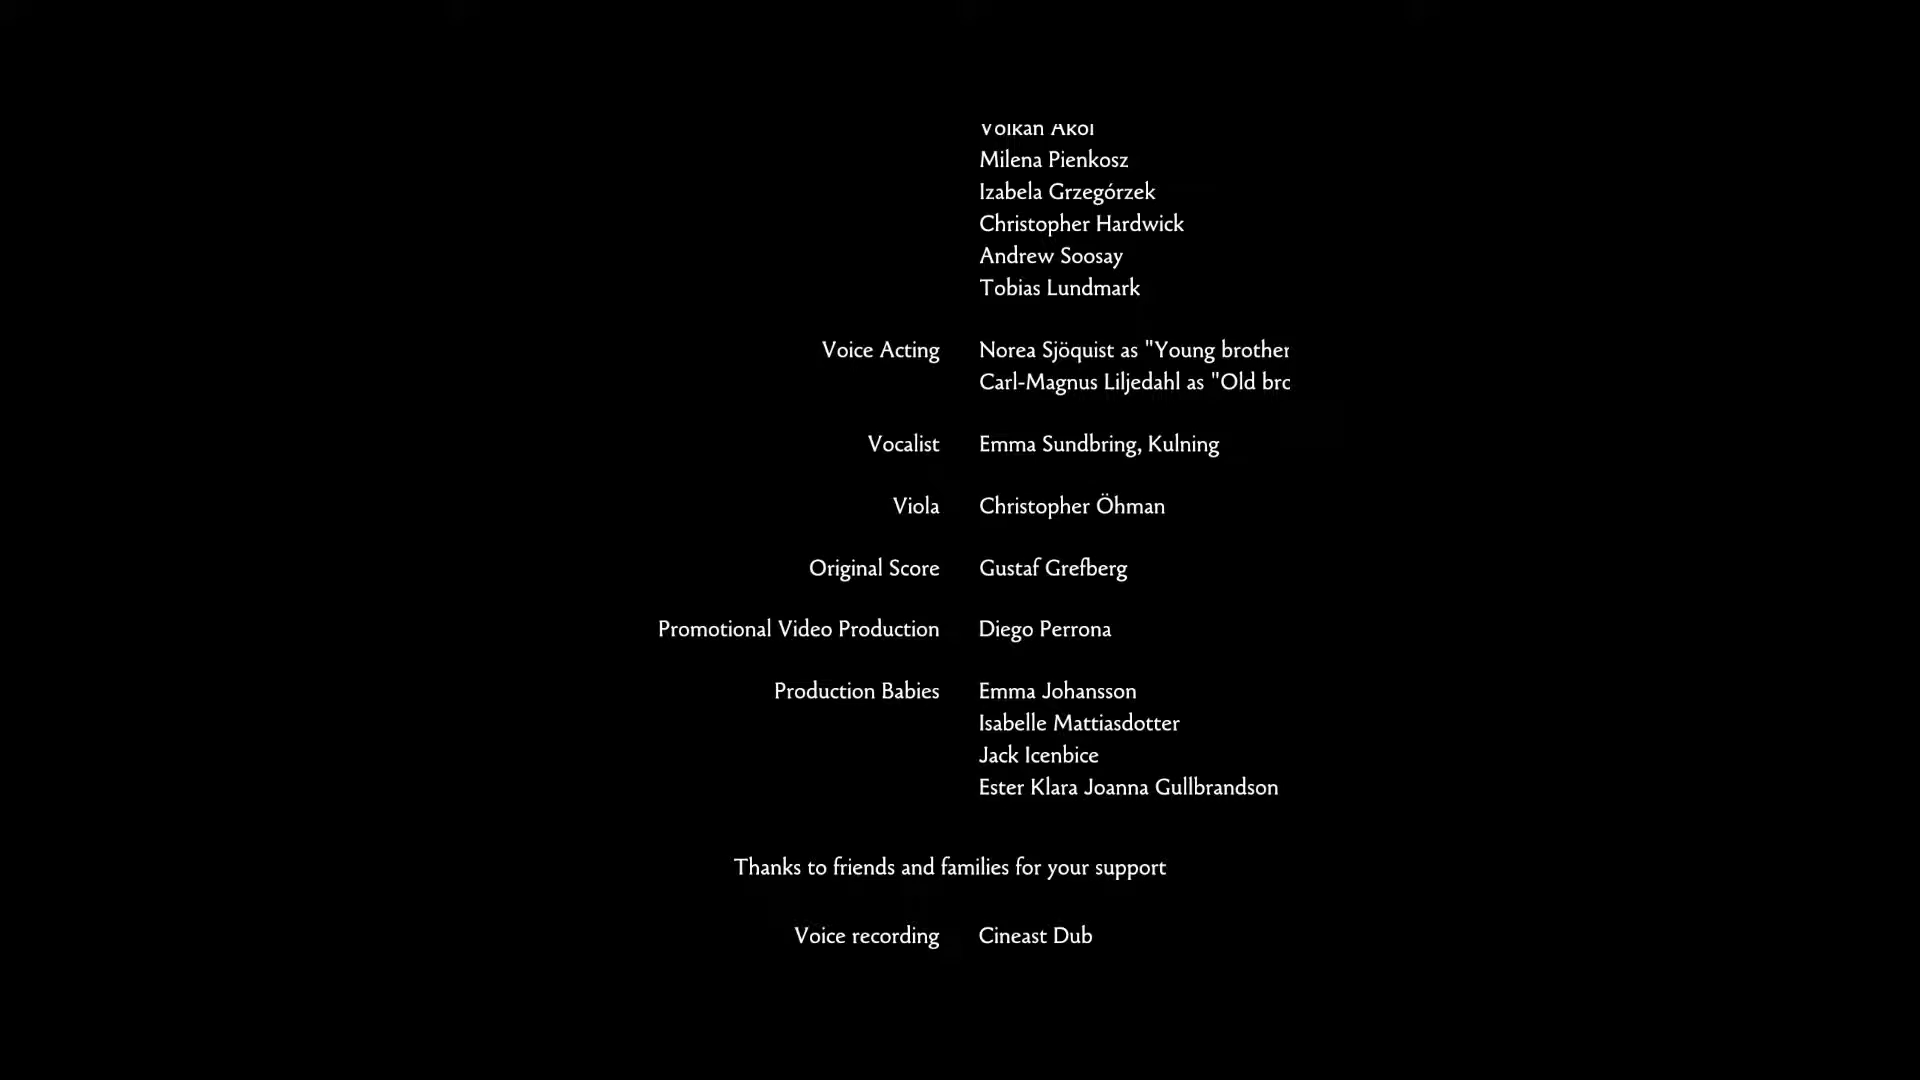 Volkan Akol
Milena Pienkosz
Izabela Grzegórzek
Christopher Hardwick
Andrew Soosay
Tobias Lundmark
Voice Acting Norea Sjöquist as "Young brother
Carl-Magnus Liljedahl as "Old bro
Vocalist Emma Sundbring, Kulning
Viola Christopher Öhman
Original Score Gustaf Grefberg
Promotional Video Production Diego Perrona
Production Babies Emma Johansson
Isabelle Mattiasdotter
Jack Icenbice
Ester Klara Joanna Gullbrandson
Thanks to friends and families for your support
Voice recording Cineast Dub